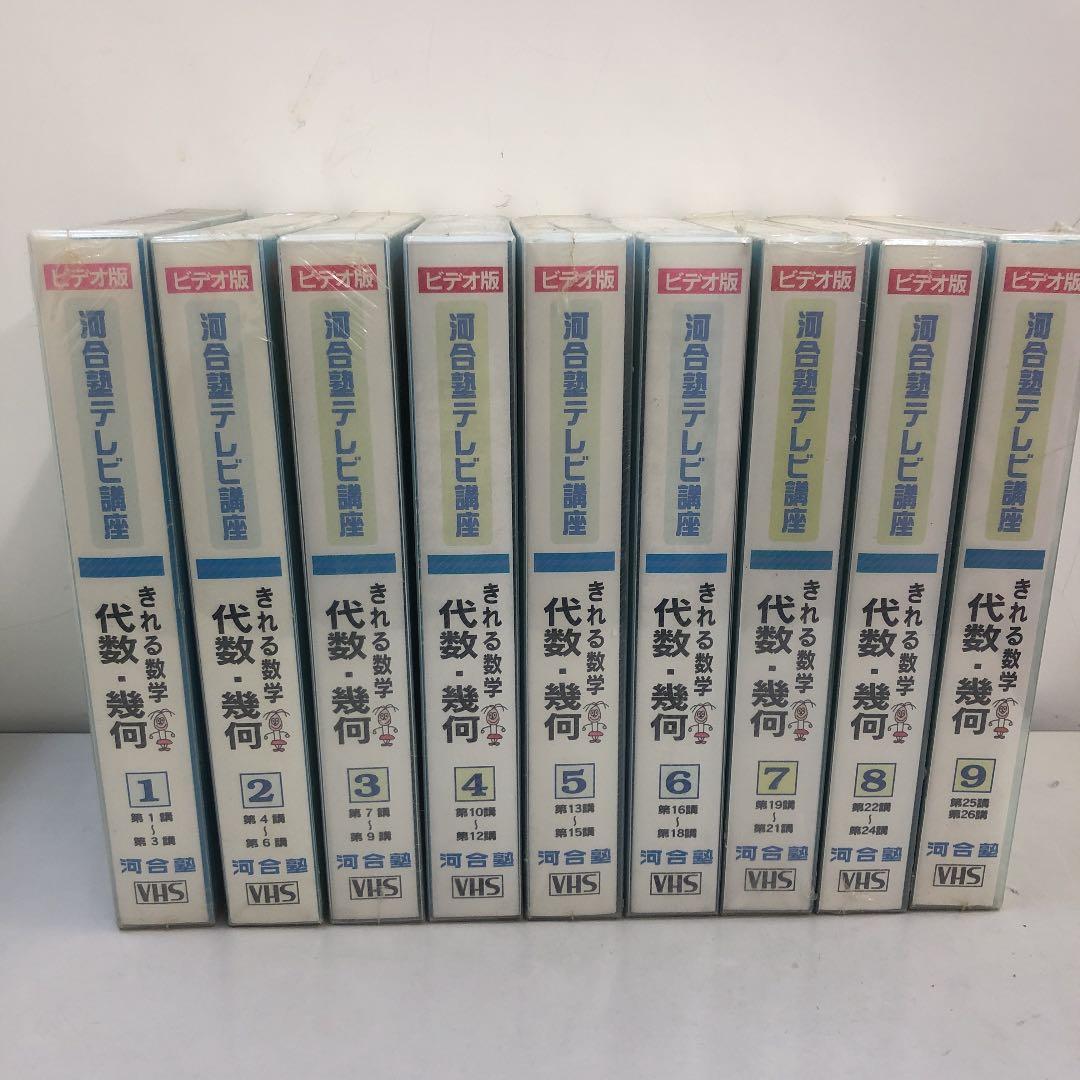 ビデオ版
河合塾テレビ講座
きれる数学
代数・幾何
1
第1講
〜
第3講
河合塾
VHS
ビデオ版
河合塾テレビ講座
きれる数学
代数・幾何
2
第4講
〜
第6講
河合塾
VHS
ビデオ版
河合塾テレビ講座
きれる数学
代数・幾何
3
第7講
〜
第9講
河合塾
VHS
ビデオ版
河合塾テレビ講座
きれる数学
代数・幾何
4
第10講
〜
第12講
河合塾
VHS
ビデオ版
河合塾テレビ講座
きれる数学
代数・幾何
5
第13講
〜
第15講
河合塾
VHS
ビデオ版
河合塾テレビ講座
きれる数学
代数・幾何
6
第16講
〜
第18講
河合塾
VHS
ビデオ版
河合塾テレビ講座
きれる数学
代数・幾何
7
第19講
〜
第21講
河合塾
VHS
ビデオ版
河合塾テレビ講座
きれる数学
代数・幾何
8
第22講
〜
第24講
河合塾
VHS
ビデオ版
河合塾テレビ講座
きれる数学
代数・幾何
9
第25講
第26講
河合塾
VHS